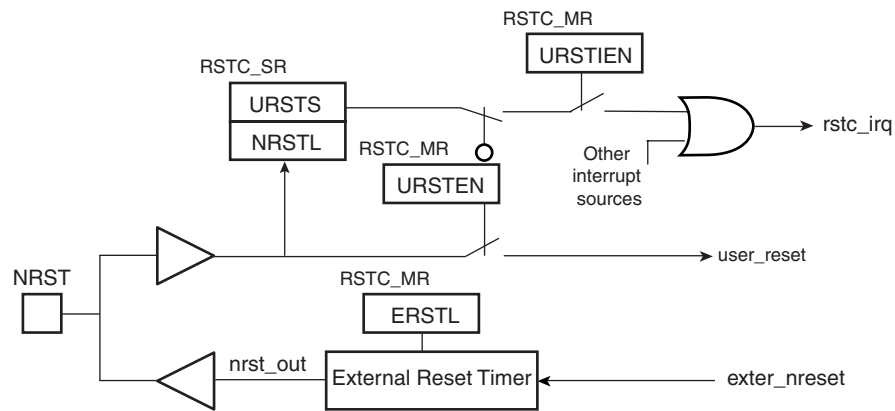 RSTC_MR
URSTIEN
RSTC_SR
URSTS
NRSTL
rstc_irq
RSTC_MR
URSTEN
Other
interrupt
sources
user_reset
NRST
RSTC_MR
ERSTL
nrst_out
External Reset Timer
exter_nreset